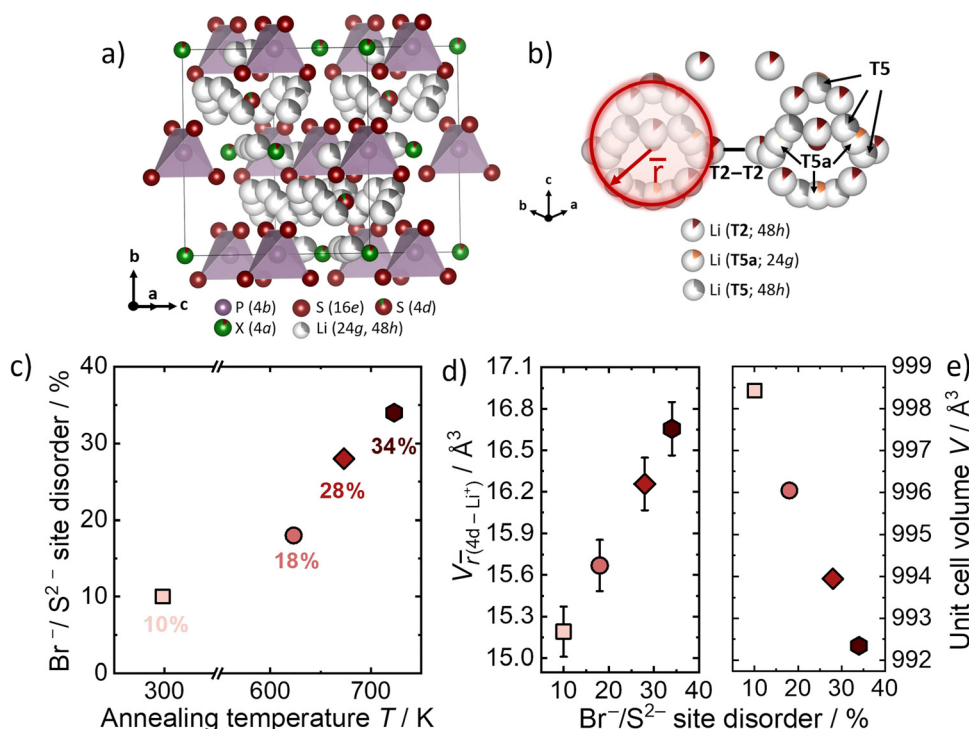 a)
b
a
c
P (4b)
S (16e)
S (4d)
X (4a)
Li (24g, 48h)
b)
T5
T5a
r̅
T2–T2
c
b
a
Li (T2; 48h)
Li (T5a; 24g)
Li (T5; 48h)
c)
Br⁻/S²⁻ site disorder / %
40
30
20
10
0
34%
28%
18%
10%
300
600
700
Annealing temperature T / K
d)
V r̅(4d – Li⁺) / Å³
17.1
16.8
16.4
16.0
15.6
15.3
15.0
10 20 30 40
e)
10 20 30 40
999
998
997
996
995
994
993
992
Unit cell volume V / Å³
Br⁻/S²⁻ site disorder / %